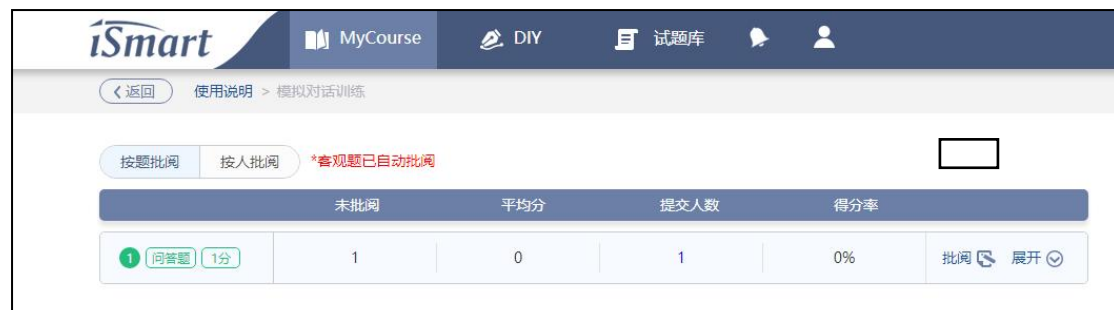 iSmart MyCourse DIY 试题库
返回 使用说明 > 模拟对话训练
按题批阅 按人批阅 *客观题已自动批阅
未批阅 平均分 提交人数 得分率
1 问答题 1分 1 0 1 0% 批阅 展开